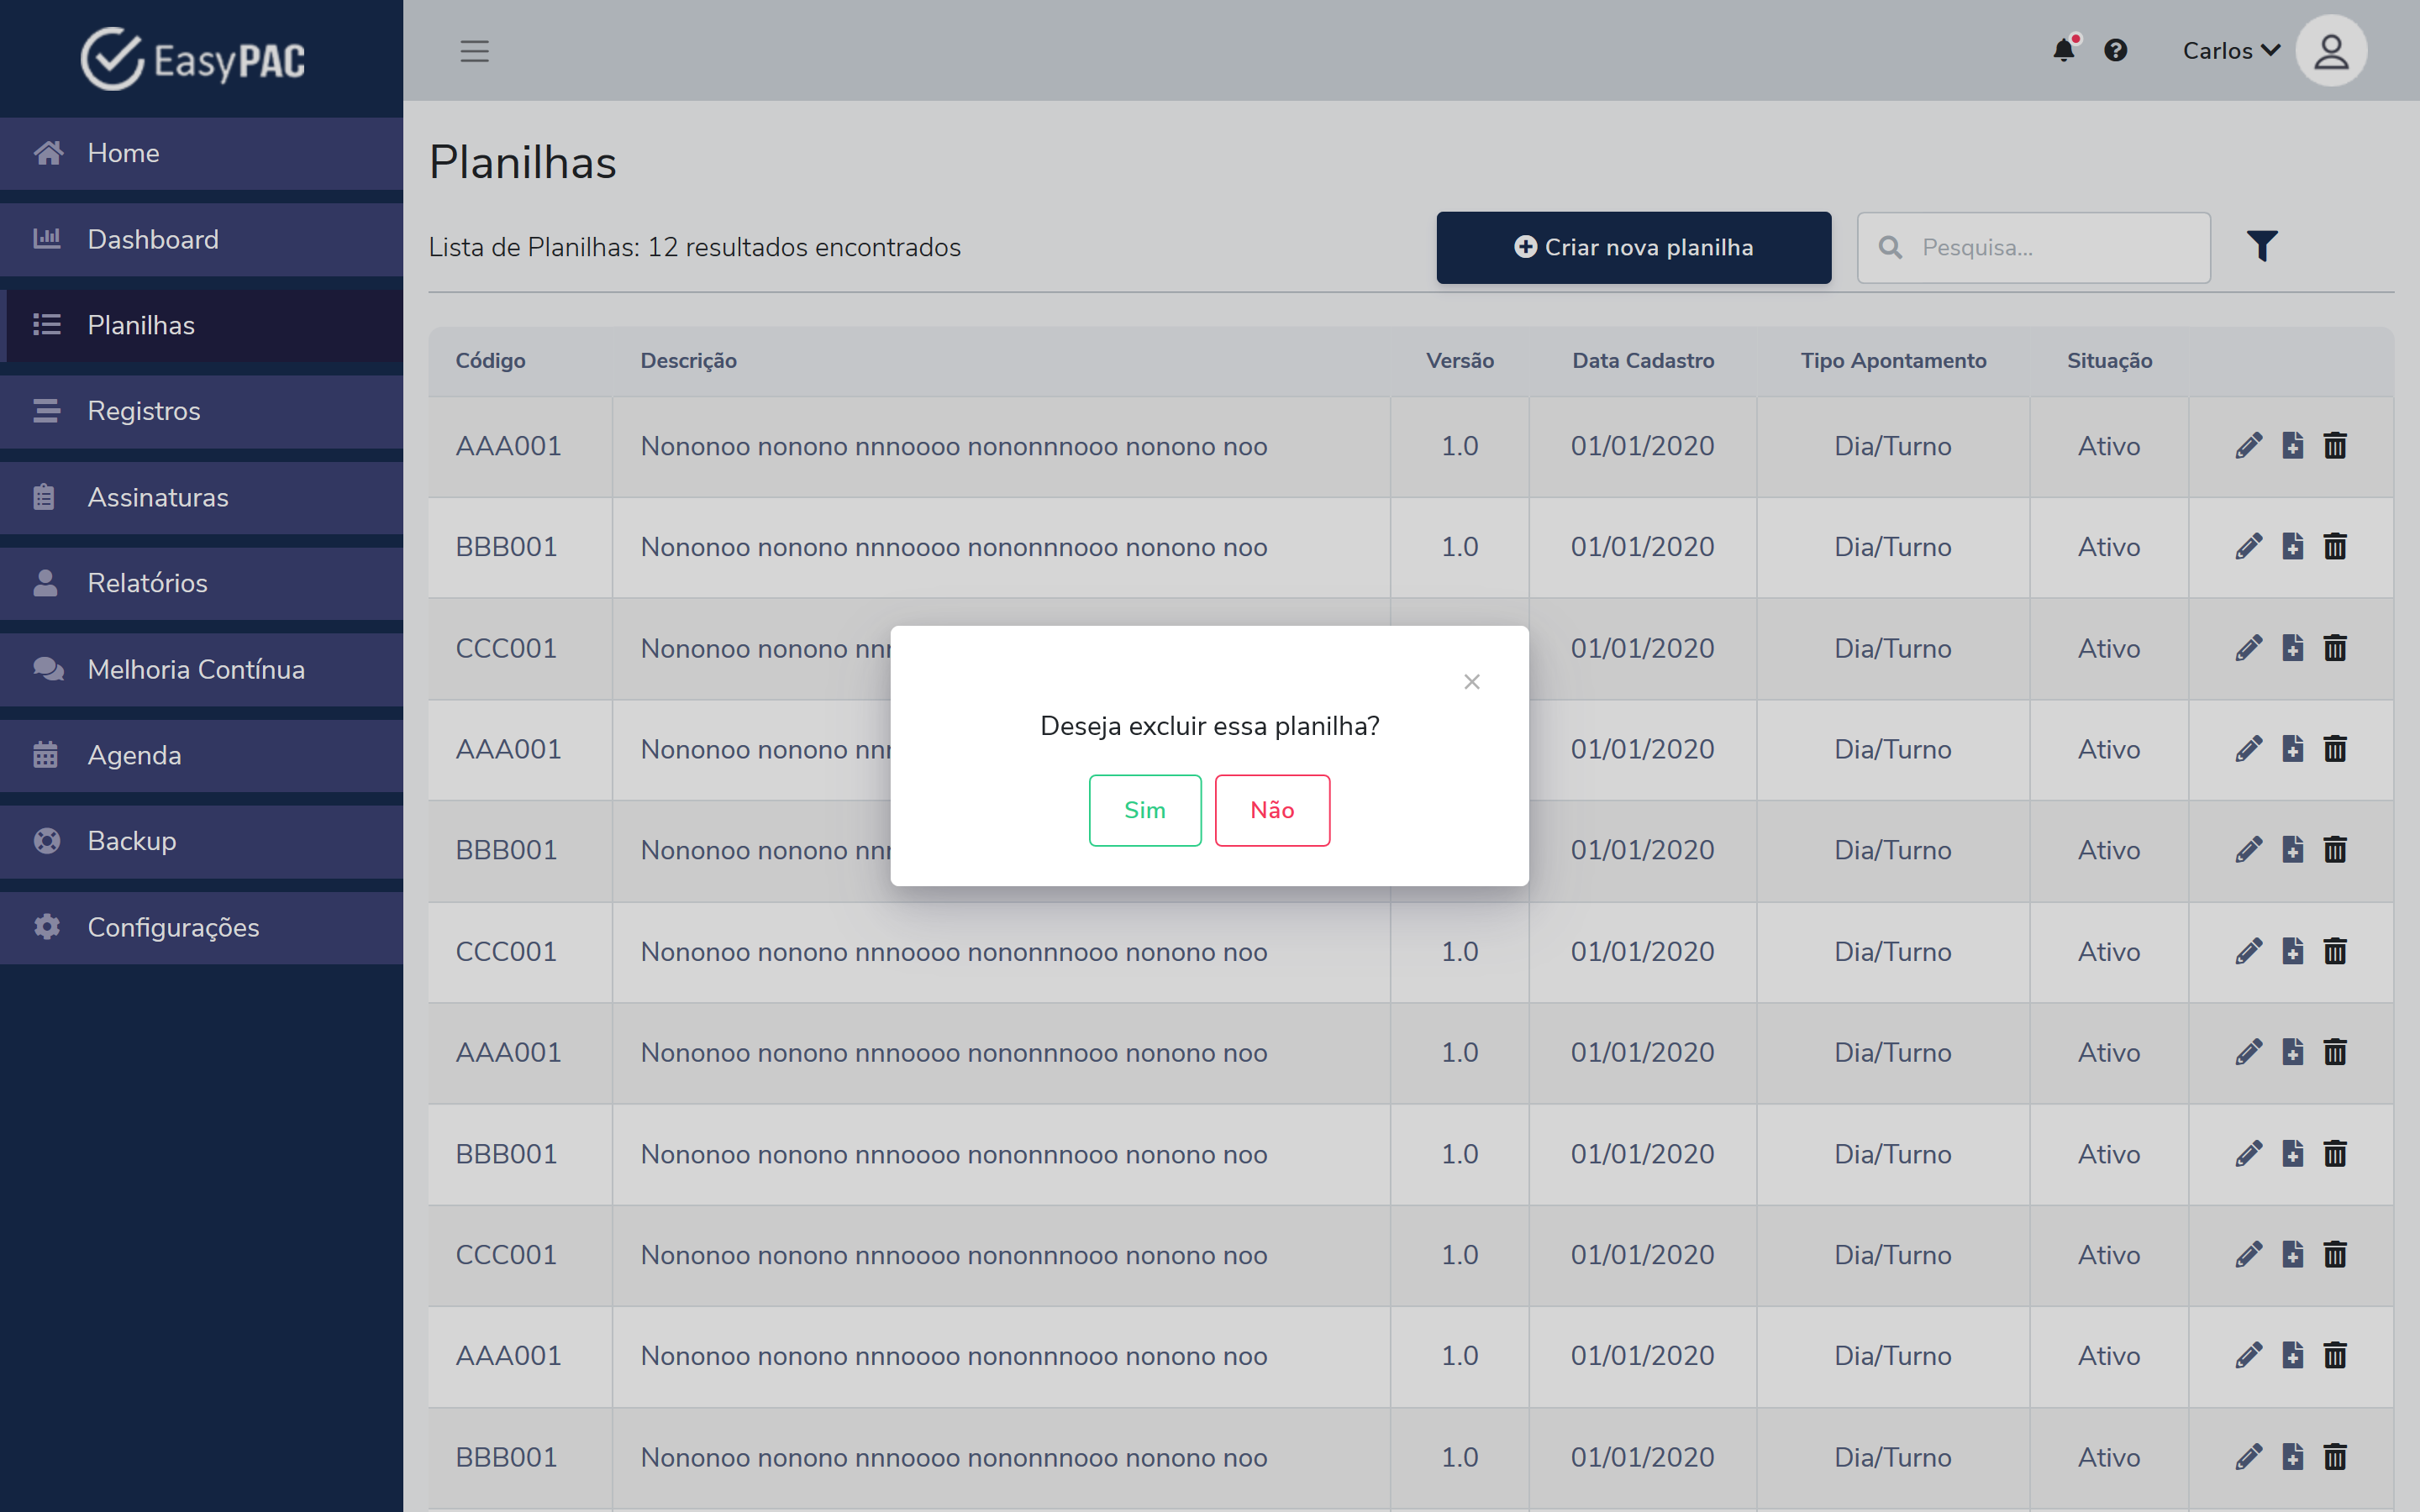 EasyPAC
Carlos
Home
Dashboard
Planilhas
Registros
Assinaturas
Relatórios
Melhoria Contínua
Agenda
Backup
Configurações
Planilhas
Lista de Planilhas: 12 resultados encontrados
Criar nova planilha
Pesquisa...
Código Descrição Versão Data Cadastro Tipo Apontamento Situação
AAA001 Nononoo nonono nnnoooo nononnnooo nonono noo 1.0 01/01/2020 Dia/Turno Ativo
BBB001 Nononoo nonono nnnoooo nononnnooo nonono noo 1.0 01/01/2020 Dia/Turno Ativo
CCC001 Nononoo nonono 01/01/2020 Dia/Turno Ativo
AAA001 Nononoo nonono 01/01/2020 Dia/Turno Ativo
BBB001 Nononoo nonono 01/01/2020 Dia/Turno Ativo
Deseja excluir essa planilha?
Sim Não
CCC001 Nononoo nonono nnnoooo nononnnooo nonono noo 1.0 01/01/2020 Dia/Turno Ativo
AAA001 Nononoo nonono nnnoooo nononnnooo nonono noo 1.0 01/01/2020 Dia/Turno Ativo
BBB001 Nononoo nonono nnnoooo nononnnooo nonono noo 1.0 01/01/2020 Dia/Turno Ativo
CCC001 Nononoo nonono nnnoooo nononnnooo nonono noo 1.0 01/01/2020 Dia/Turno Ativo
AAA001 Nononoo nonono nnnoooo nononnnooo nonono noo 1.0 01/01/2020 Dia/Turno Ativo
BBB001 Nononoo nonono nnnoooo nononnnooo nonono noo 1.0 01/01/2020 Dia/Turno Ativo